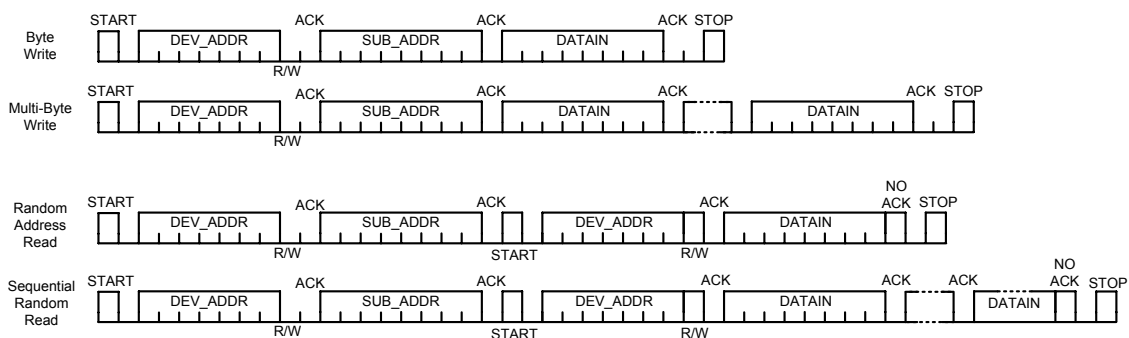 START ACK ACK ACK STOP
Byte
Write
DEV_ADDR SUB_ADDR DATAIN
R/W
START ACK ACK ACK ACK STOP
Multi-Byte
Write
DEV_ADDR SUB_ADDR DATAIN DATAIN
R/W
NO
START ACK ACK ACK ACK STOP
Random
Address
Read
DEV_ADDR SUB_ADDR DEV_ADDR DATAIN
R/W START R/W
NO
START ACK ACK ACK ACK ACK ACK STOP
Sequential
Random
Read
DEV_ADDR SUB_ADDR DEV_ADDR DATAIN DATAIN
R/W START R/W